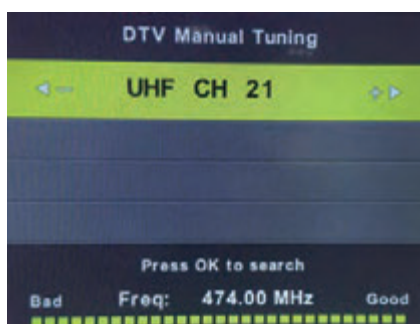 DTV Manual Tuning
UHF CH 21
Press OK to search
Bad Freq: 474.00 MHz Good